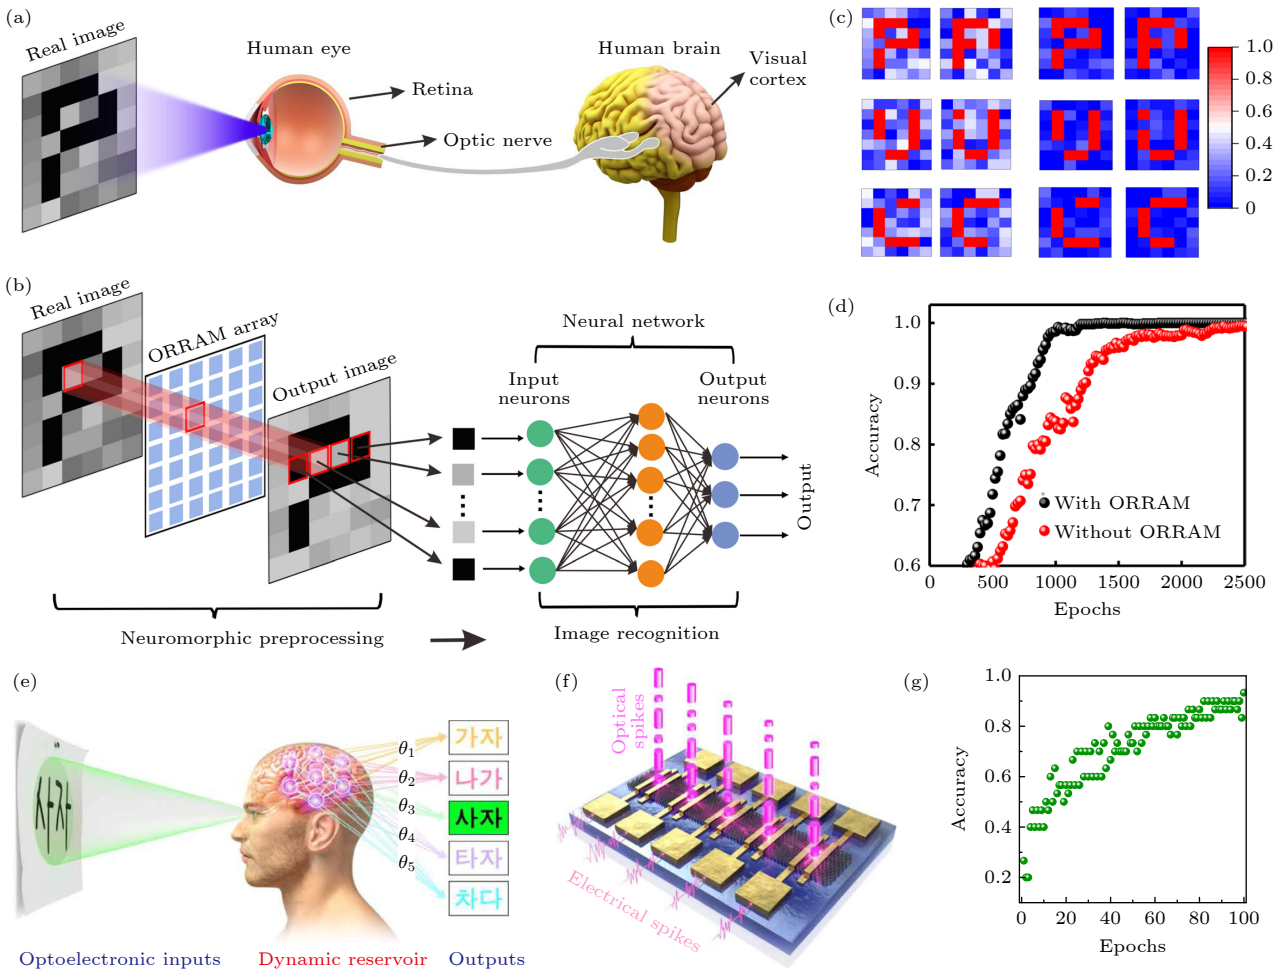 (a)
Real image
Human eye
Retina
Optic nerve
Human brain
Visual
cortex
(b)
Real image
ORRAM array
Output image
Neural network
Input
neurons
Output
neurons
Output
Neuromorphic preprocessing
Image recognition
(c)
1.0
0.8
0.6
0.4
0.2
0
(d)
Accuracy
1.0
0.9
0.8
0.7
0.6
With ORRAM
Without ORRAM
0 500 1000 1500 2000 2500
Epochs
(e)
사자
θ1
θ2
θ3
θ4
θ5
가자
나가
사자
타자
차다
Optoelectronic inputs
Dynamic reservoir
Outputs
(f)
Optical
spikes
Electrical spikes
(g)
Accuracy
1.0
0.8
0.6
0.4
0.2
0 20 40 60 80 100
Epochs